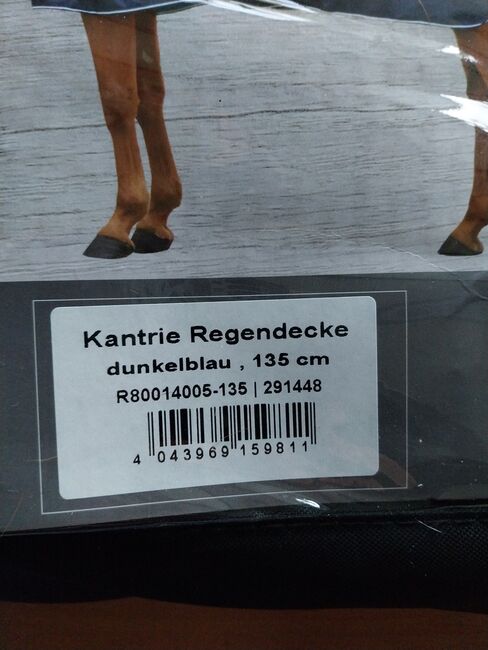 Kantrie Regendecke
dunkelblau , 135 cm
R80014005-135 | 291448
4 043969 159811